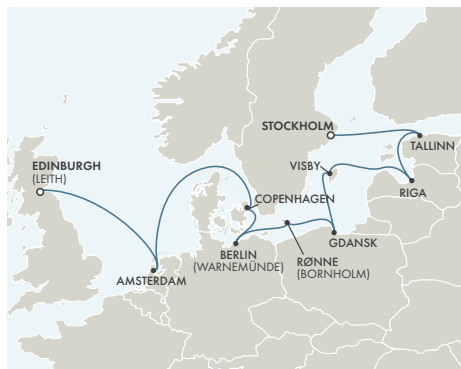 STOCKHOLM
TALLINN
EDINBURGH
(LEITH)
VISBY
RIGA
COPENHAGEN
GDANSK
BERLIN
(WARNEMÜNDE)
RØNNE
(BORNHOLM)
AMSTERDAM